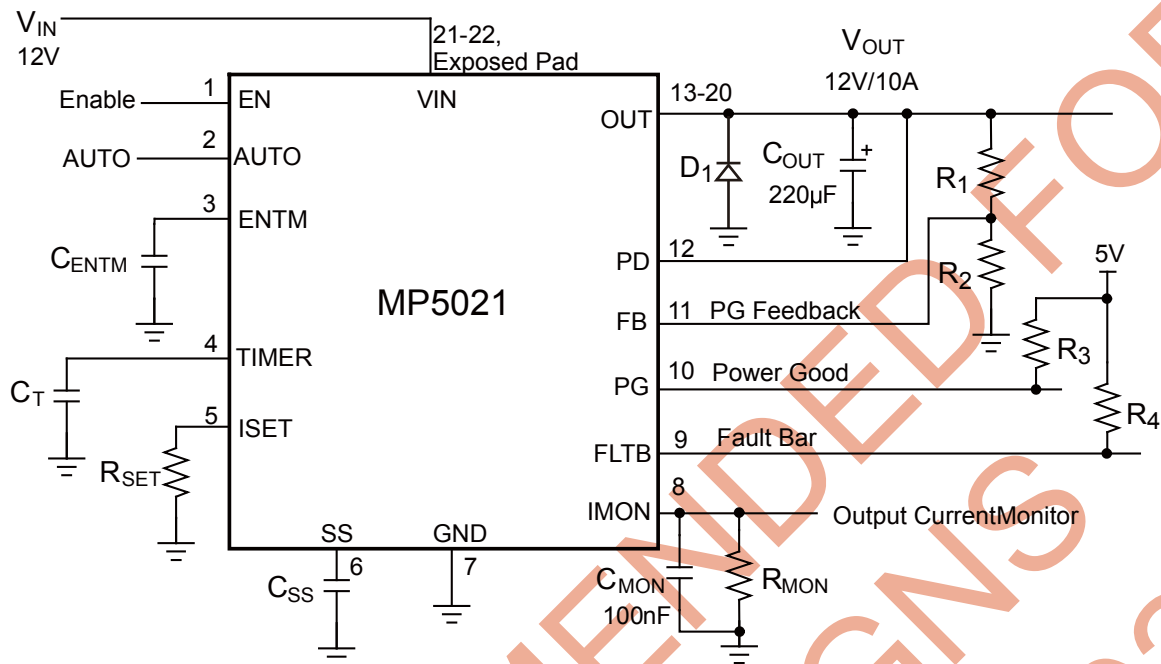 VIN
12V
21-22,
Exposed Pad
VOUT
12V/10A
Enable
1
EN
VIN
OUT
13-20
AUTO
2
AUTO
D1
COUT
+
220µF
R1
3
ENTM
CENTM
PD
12
R2
5V
MP5021
FB
11
PG Feedback
4
TIMER
CT
R3
PG
10
Power Good
5
ISET
R4
RSET
FLTB
9
Fault Bar
8
IMON
Output CurrentMonitor
SS
GND
6
7
CSS
CMON
100nF
RMON
MENDED FO
GNS